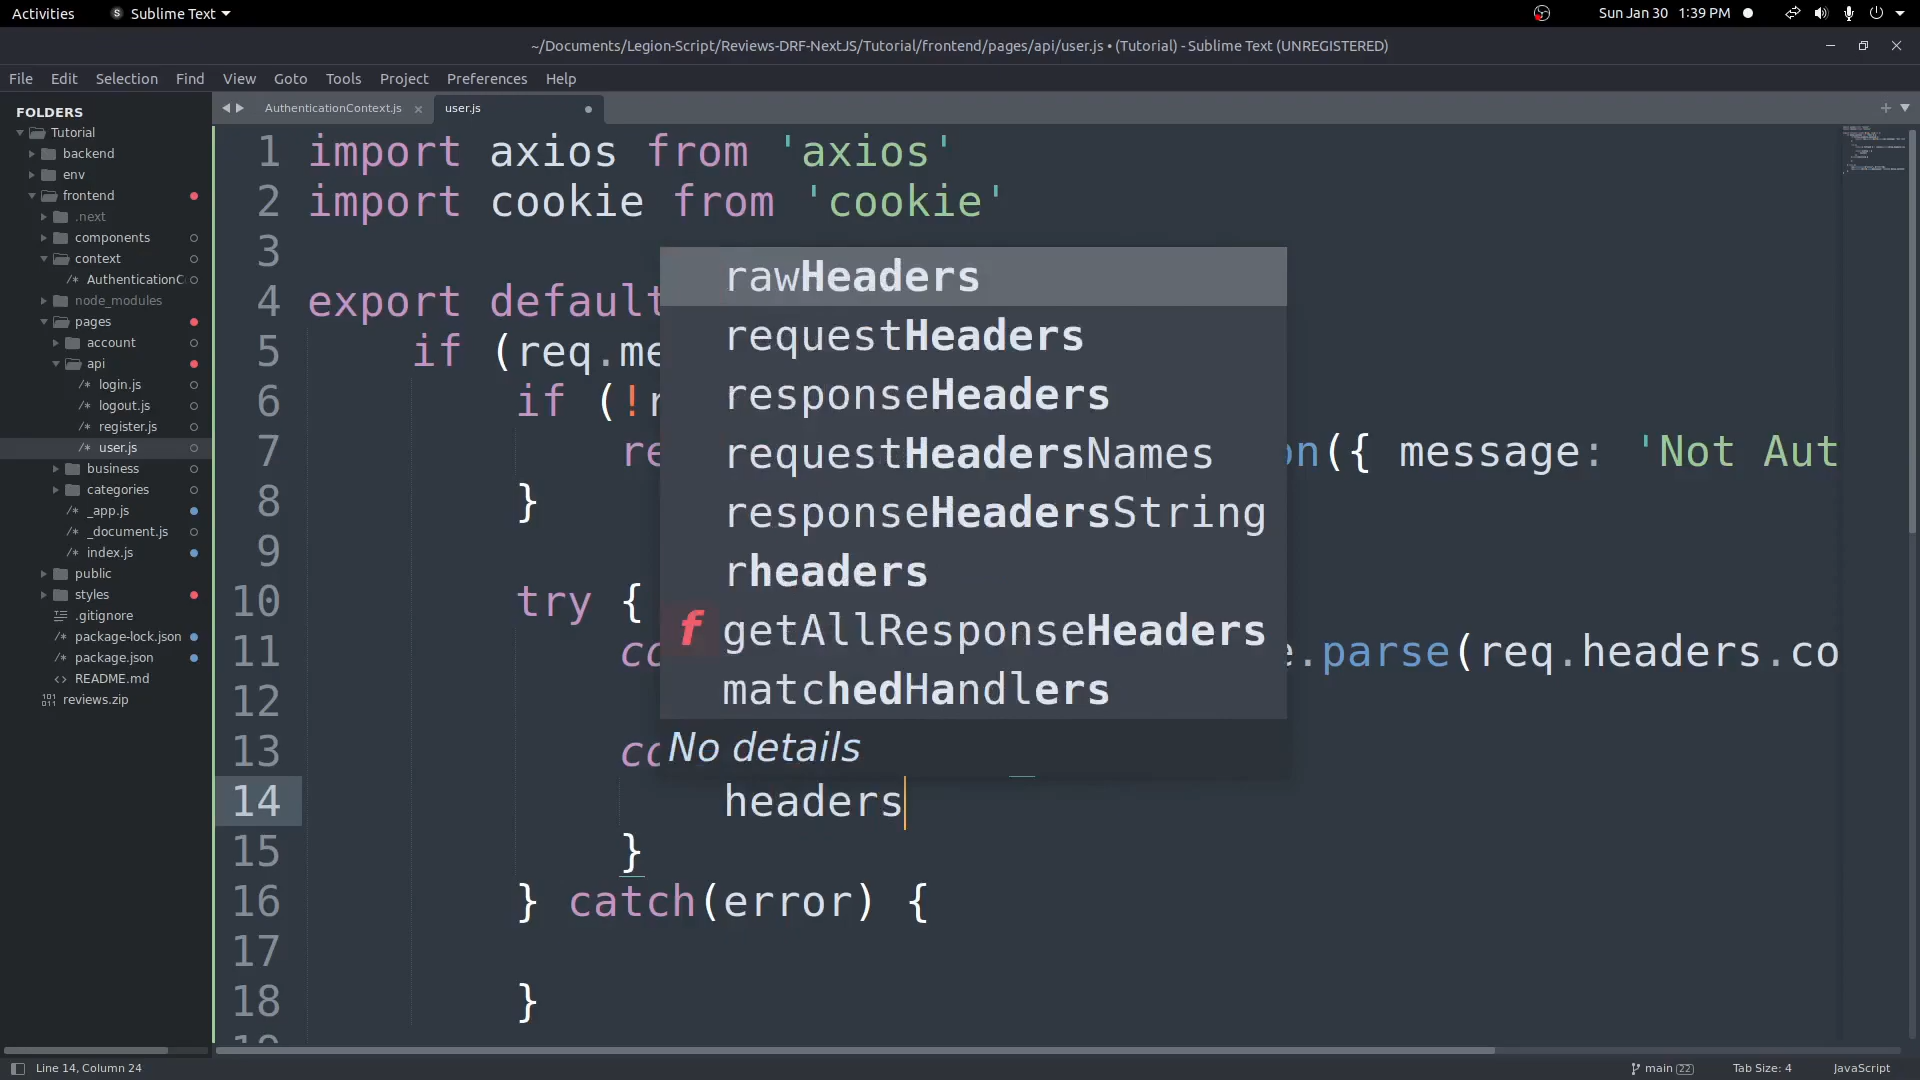 Activities
Sublime Text
Sun Jan 30 1:39 PM
~/Documents/Legion-Script/Reviews-DRF-NextJS/Tutorial/frontend/pages/api/user.js • (Tutorial) - Sublime Text (UNREGISTERED)
File Edit Selection Find View Goto Tools Project Preferences Help
FOLDERS
Tutorial
backend
env
frontend
.next
components
context
/* AuthenticationC
node_modules
pages
account
api
/* login.js
/* logout.js
/* register.js
/* user.js
business
categories
/* _app.js
/* _document.js
/* index.js
public
styles
.gitignore
/* package-lock.json
/* package.json
<> README.md
reviews.zip
AuthenticationContext.js
user.js
1 import axios from 'axios'
2 import cookie from 'cookie'
3
4 export default
5 if (req.me
6 if (!r
7 re on({ message: 'Not Aut
8 }
9
10 try {
11 co e.parse(req.headers.co
12
13 co
14 headers
15 }
16 } catch(error) {
17
18 }
19
rawHeaders
requestHeaders
responseHeaders
requestHeadersNames
responseHeadersString
rheaders
f getAllResponseHeaders
matchedHandlers
No details
Line 14, Column 24
main 22
Tab Size: 4
JavaScript